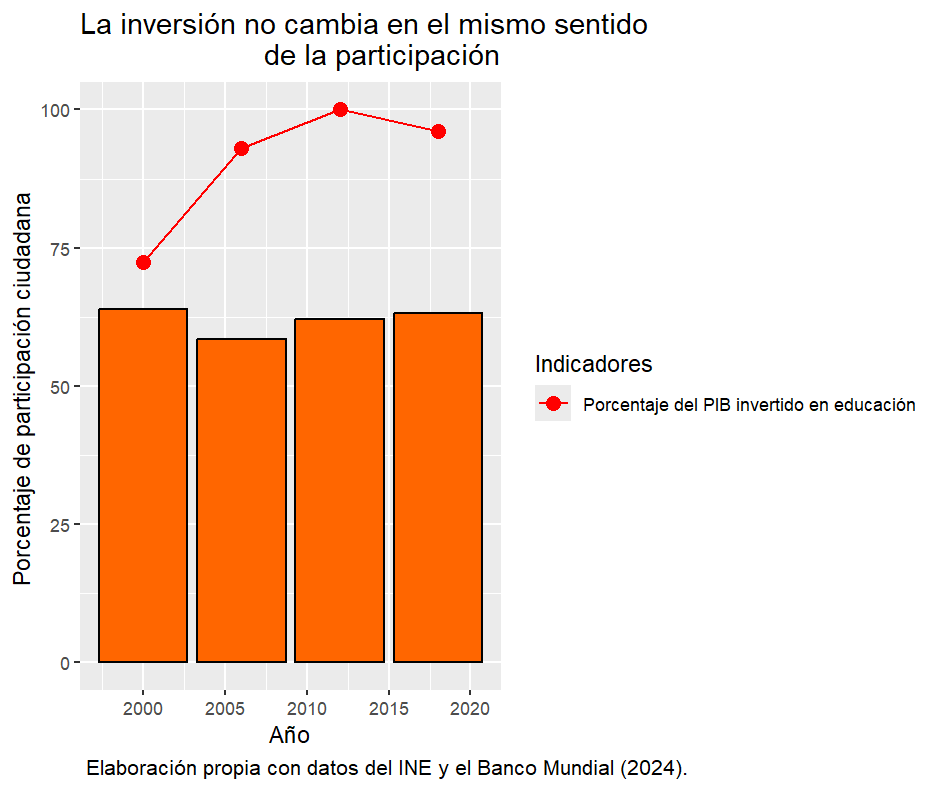 La inversión no cambia en el mismo sentido
de la participación
100
75
50
25
0
Porcentaje de participación ciudadana
2000 2005 2010 2015 2020
Año
Indicadores
Porcentaje del PIB invertido en educación
Elaboración propia con datos del INE y el Banco Mundial (2024).